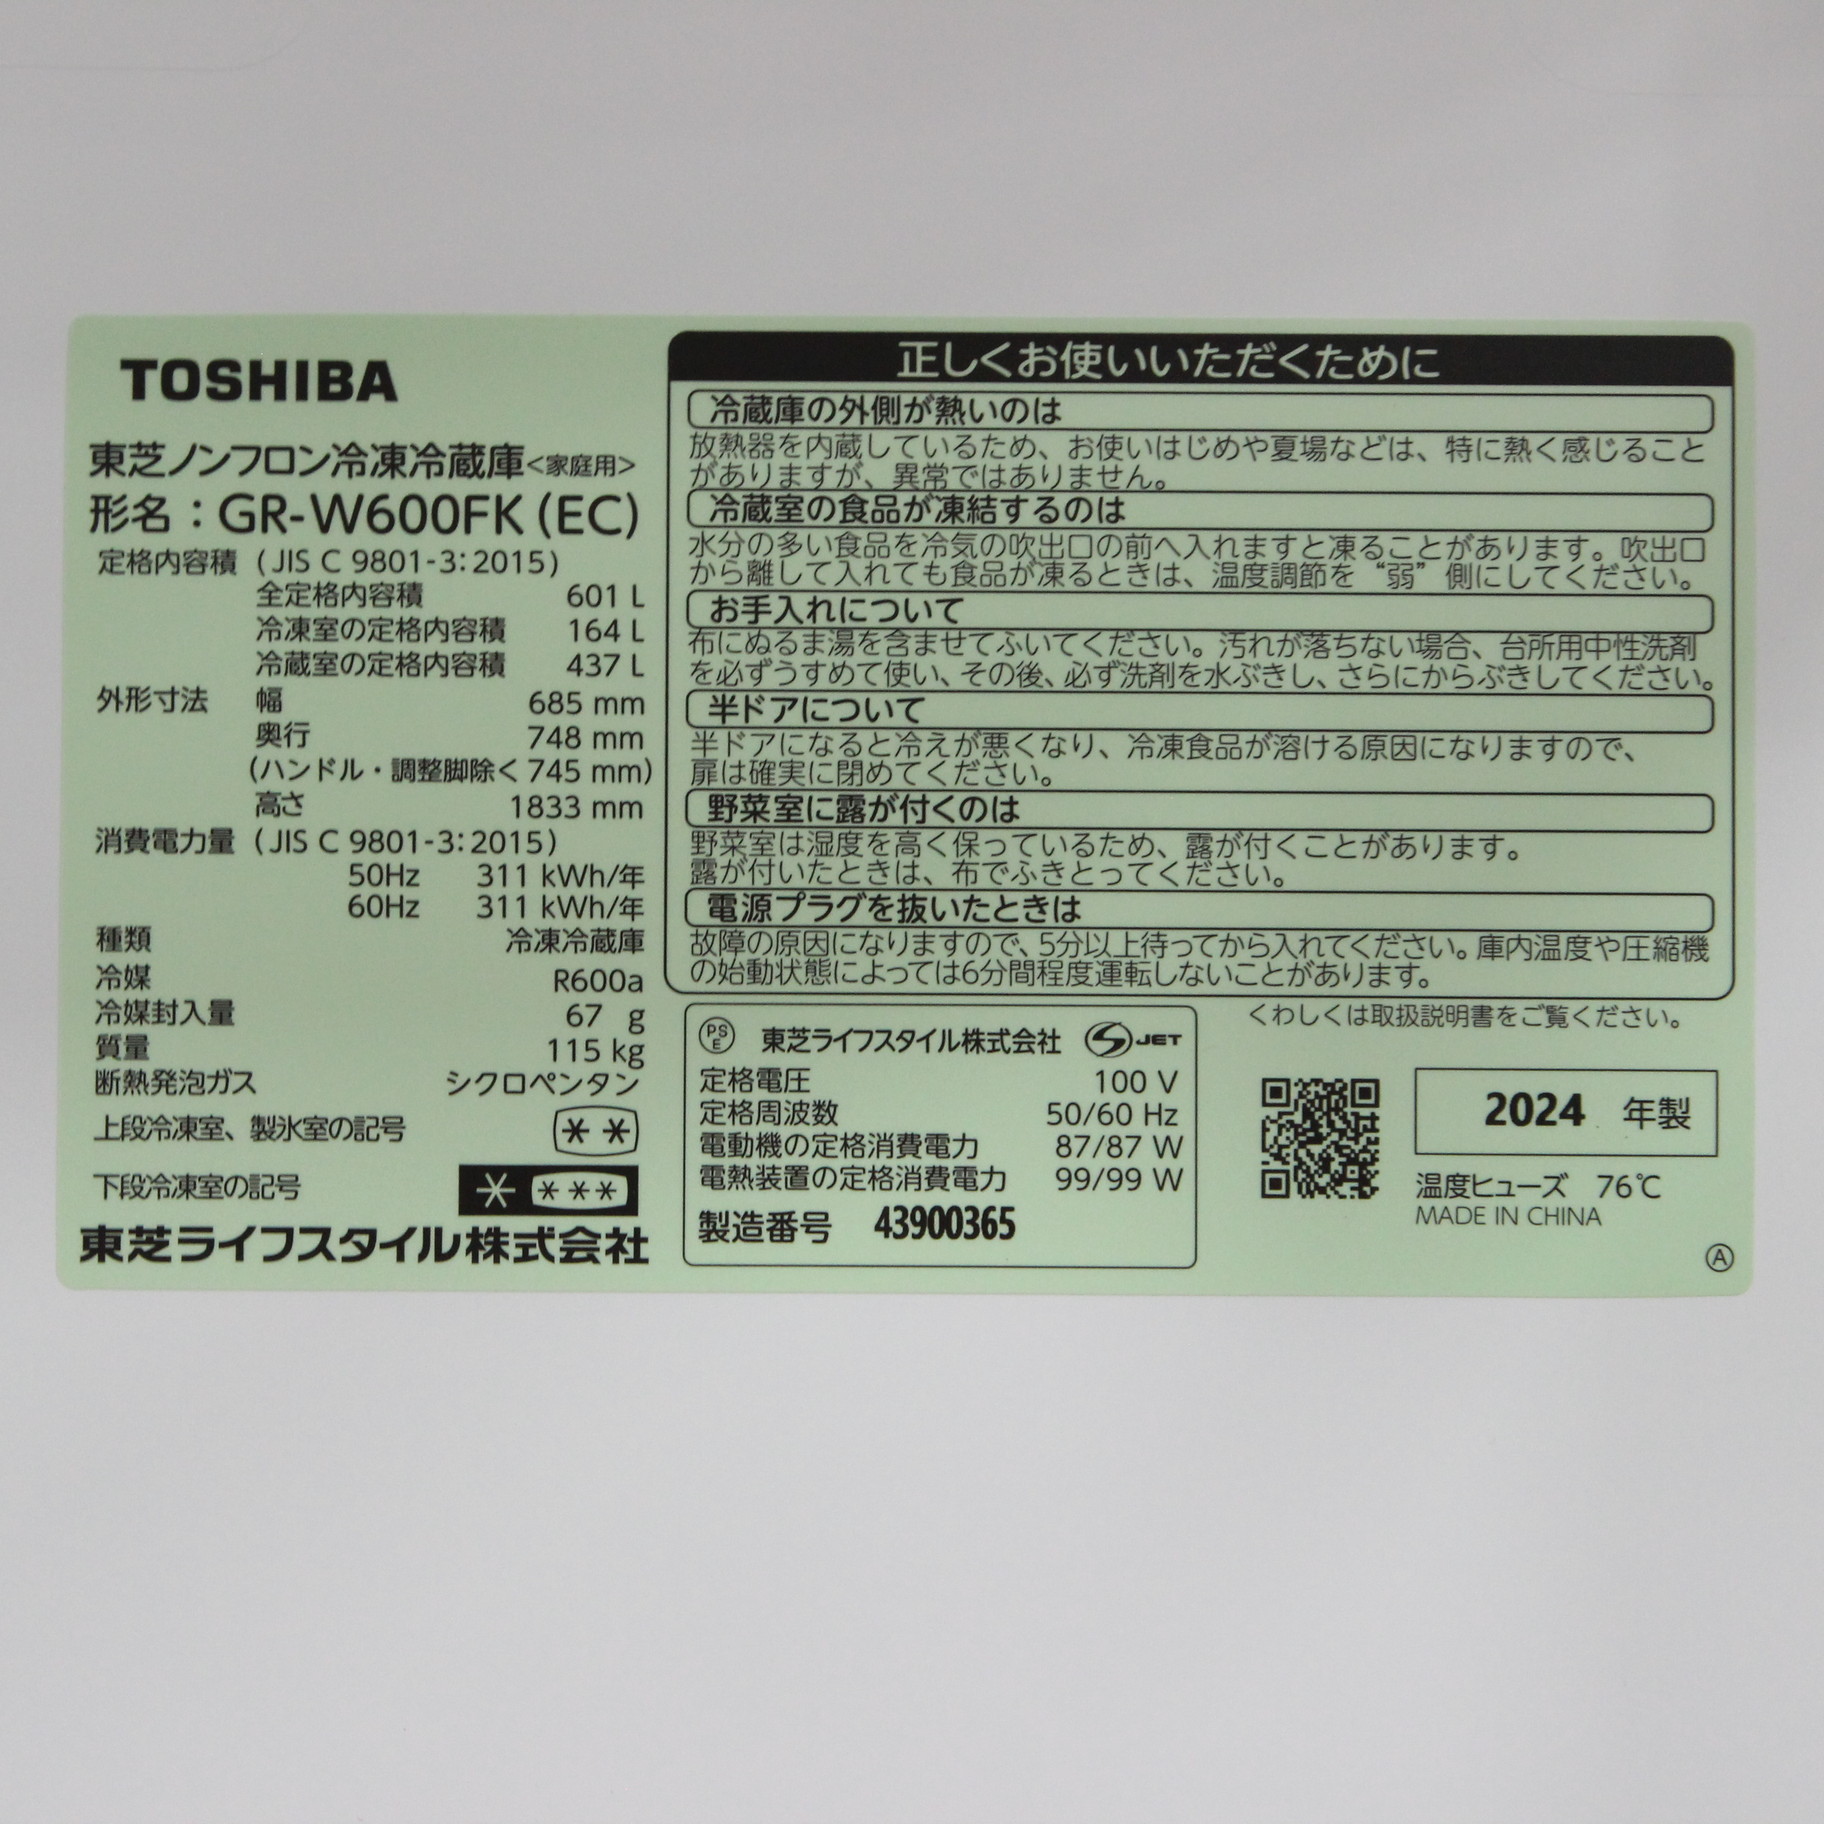 TOSHIBA
東芝ノンフロン冷凍冷蔵庫<家庭用>
形名：GR-W600FK (EC)
定格内容積 (JIS C 9801-3:2015)
全定格内容積 601 L
冷凍室の定格内容積 164 L
冷蔵室の定格内容積 437 L
外形寸法 幅 685 mm
奥行 748 mm
(ハンドル・調整脚除く 745 mm)
高さ 1833 mm
消費電力量 (JIS C 9801-3:2015)
50Hz 311 kWh/年
60Hz 311 kWh/年
種類 冷凍冷蔵庫
冷媒 R600a
冷媒封入量 67 g
質量 115 kg
断熱発泡ガス シクロペンタン
上段冷凍室、製氷室の記号 **
下段冷凍室の記号 * ***
東芝ライフスタイル株式会社
正しくお使いいただくために
冷蔵庫の外側が熱いのは
放熱器を内蔵しているため、お使いはじめや夏場などは、特に熱く感じること
がありますが、異常ではありません。
冷蔵室の食品が凍結するのは
水分の多い食品を冷気の吹出口の前へ入れますと凍ることがあります。吹出口
から離して入れても食品が凍るときは、温度調節を“弱”側にしてください。
お手入れについて
布にぬるま湯を含ませてふいてください。汚れが落ちない場合、台所用中性洗剤
を必ずうすめて使い、その後、必ず洗剤を水ぶきし、さらにからぶきしてください。
半ドアについて
半ドアになると冷えが悪くなり、冷凍食品が溶ける原因になりますので、
扉は確実に閉めてください。
野菜室に露が付くのは
野菜室は湿度を高く保っているため、露が付くことがあります。
露が付いたときは、布でふきとってください。
電源プラグを抜いたときは
故障の原因になりますので、5分以上待ってから入れてください。庫内温度や圧縮機
の始動状態によっては6分間程度運転しないことがあります。
くわしくは取扱説明書をご覧ください。
PSE 東芝ライフスタイル株式会社 S JET
定格電圧 100 V
定格周波数 50/60 Hz
電動機の定格消費電力 87/87 W
電熱装置の定格消費電力 99/99 W
製造番号 43900365
2024 年製
温度ヒューズ 76℃
MADE IN CHINA
Ⓐ